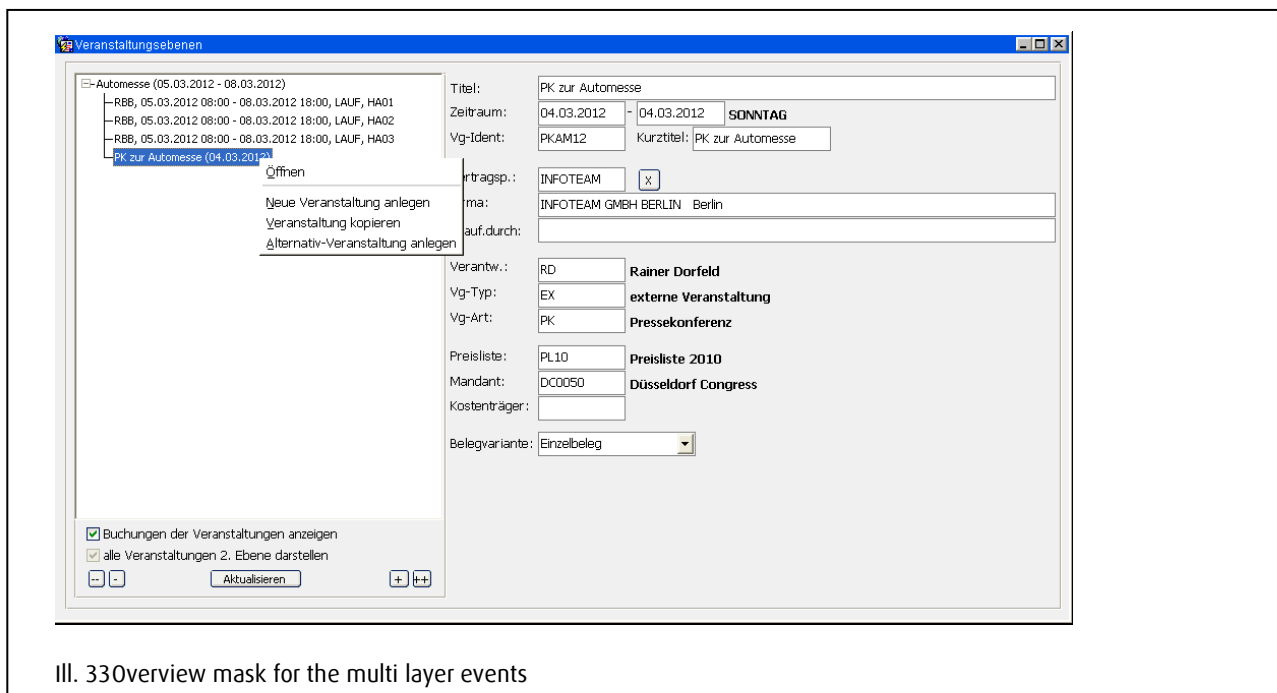 Veranstaltungsebenen
Automesse (05.03.2012 - 08.03.2012)
RBB, 05.03.2012 08:00 - 08.03.2012 18:00, LAUF, HA01
RBB, 05.03.2012 08:00 - 08.03.2012 18:00, LAUF, HA02
RBB, 05.03.2012 08:00 - 08.03.2012 18:00, LAUF, HA03
PK zur Automesse (04.03.2012)
Öffnen
Neue Veranstaltung anlegen
Veranstaltung kopieren
Alternativ-Veranstaltung anlegen
Buchungen der Veranstaltungen anzeigen
alle Veranstaltungen 2. Ebene darstellen
-- - Aktualisieren + ++
Titel: PK zur Automesse
Zeitraum: 04.03.2012 - 04.03.2012 SONNTAG
Vg-Ident: PKAM12 Kurztitel: PK zur Automesse
ertragsp.: INFOTEAM X
rma: INFOTEAM GMBH BERLIN Berlin
auf.durch:
Verantw.: RD Rainer Dorfeld
Vg-Typ: EX externe Veranstaltung
Vg-Art: PK Pressekonferenz
Preisliste: PL10 Preisliste 2010
Mandant: DC0050 Düsseldorf Congress
Kostenträger:
Belegvariante: Einzelbeleg
Ill. 33Overview mask for the multi layer events